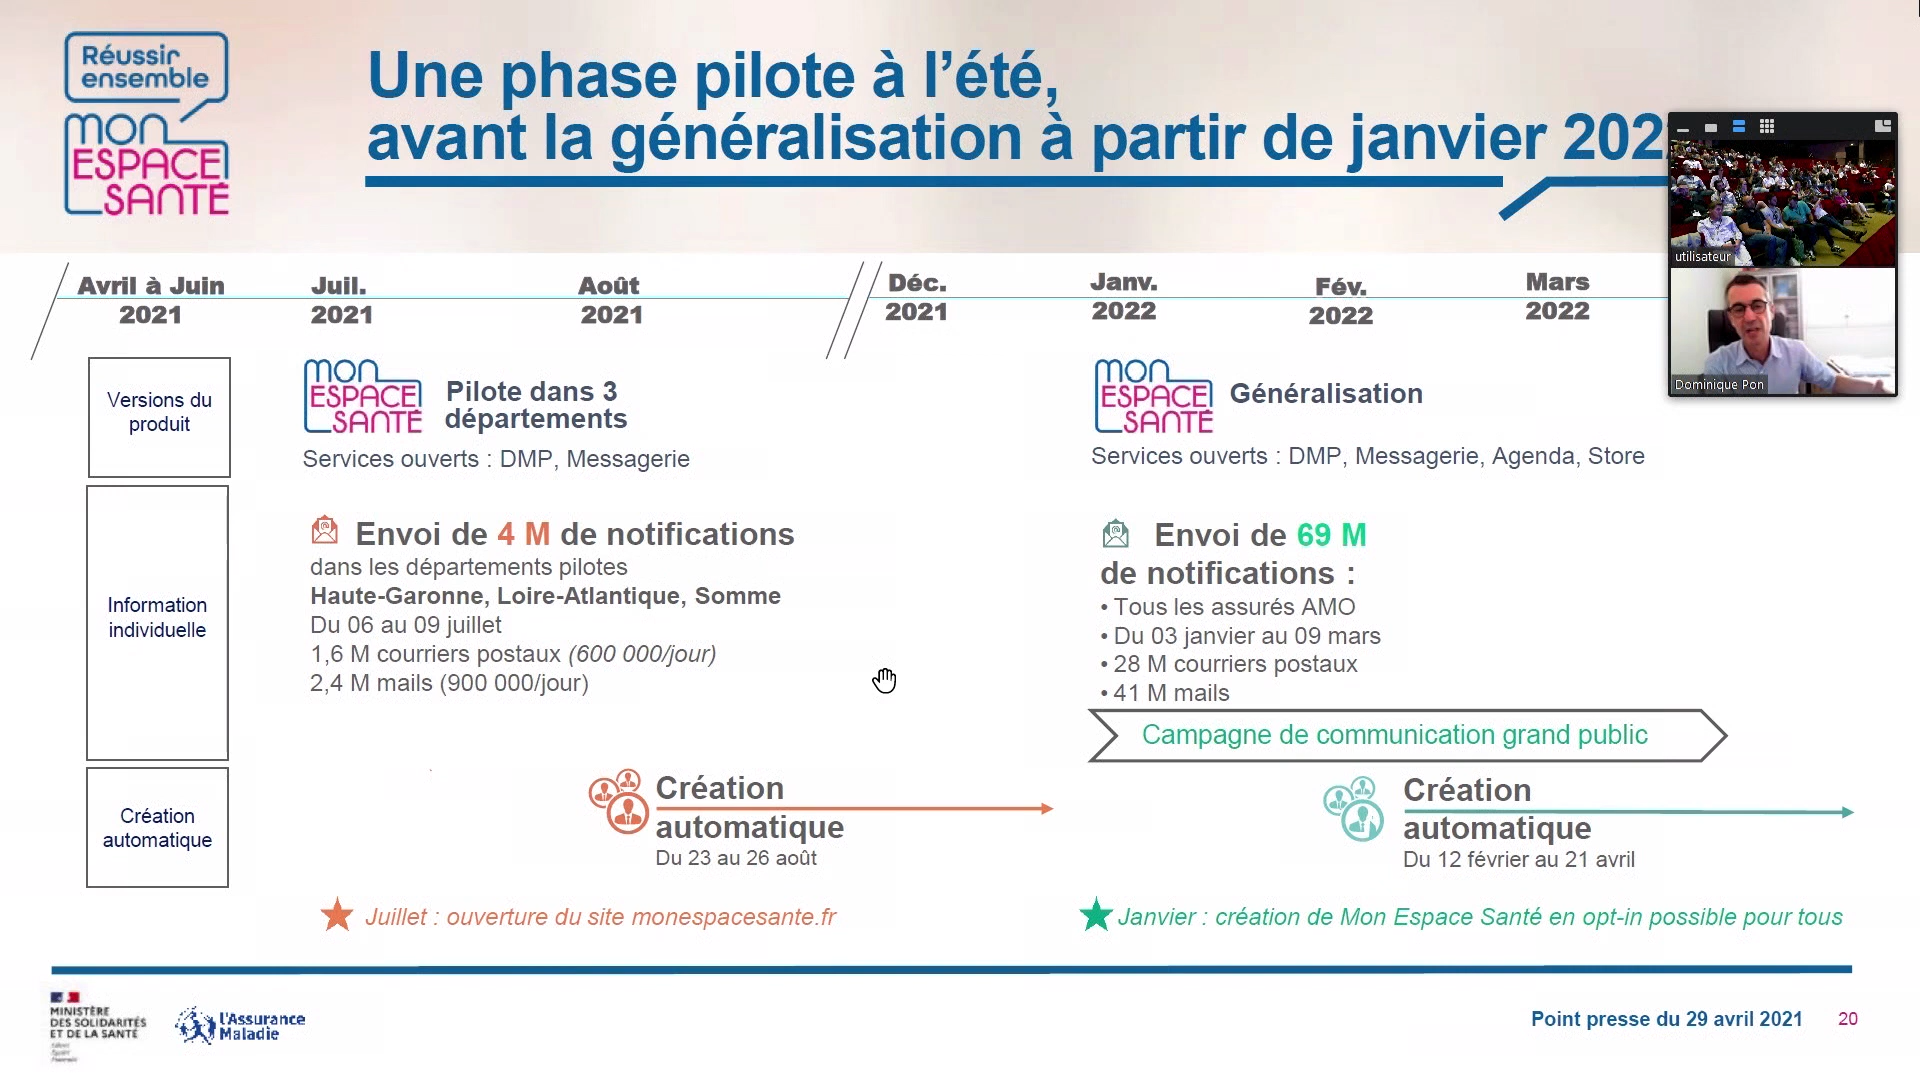 Réussir
ensemble
mon
ESPACE
SANTÉ
Une phase pilote à l’été,
avant la généralisation à partir de janvier 202
utilisateur
Dominique Pon
Avril à Juin
2021
Juil.
2021
Août
2021
Déc.
2021
Janv.
2022
Fév.
2022
Mars
2022
Versions du
produit
mon
ESPACE
SANTÉ
Pilote dans 3
départements
Services ouverts : DMP, Messagerie
mon
ESPACE
SANTÉ
Généralisation
Services ouverts : DMP, Messagerie, Agenda, Store
Information
individuelle
Envoi de 4 M de notifications
dans les départements pilotes
Haute-Garonne, Loire-Atlantique, Somme
Du 06 au 09 juillet
1,6 M courriers postaux (600 000/jour)
2,4 M mails (900 000/jour)
Envoi de 69 M
de notifications :
• Tous les assurés AMO
• Du 03 janvier au 09 mars
• 28 M courriers postaux
• 41 M mails
Campagne de communication grand public
Création
automatique
Création
automatique
Du 23 au 26 août
Création
automatique
Du 12 février au 21 avril
Juillet : ouverture du site monespacesante.fr
Janvier : création de Mon Espace Santé en opt-in possible pour tous
MINISTÈRE
DES SOLIDARITÉS
ET DE LA SANTÉ
l'Assurance
Maladie
Point presse du 29 avril 2021
20